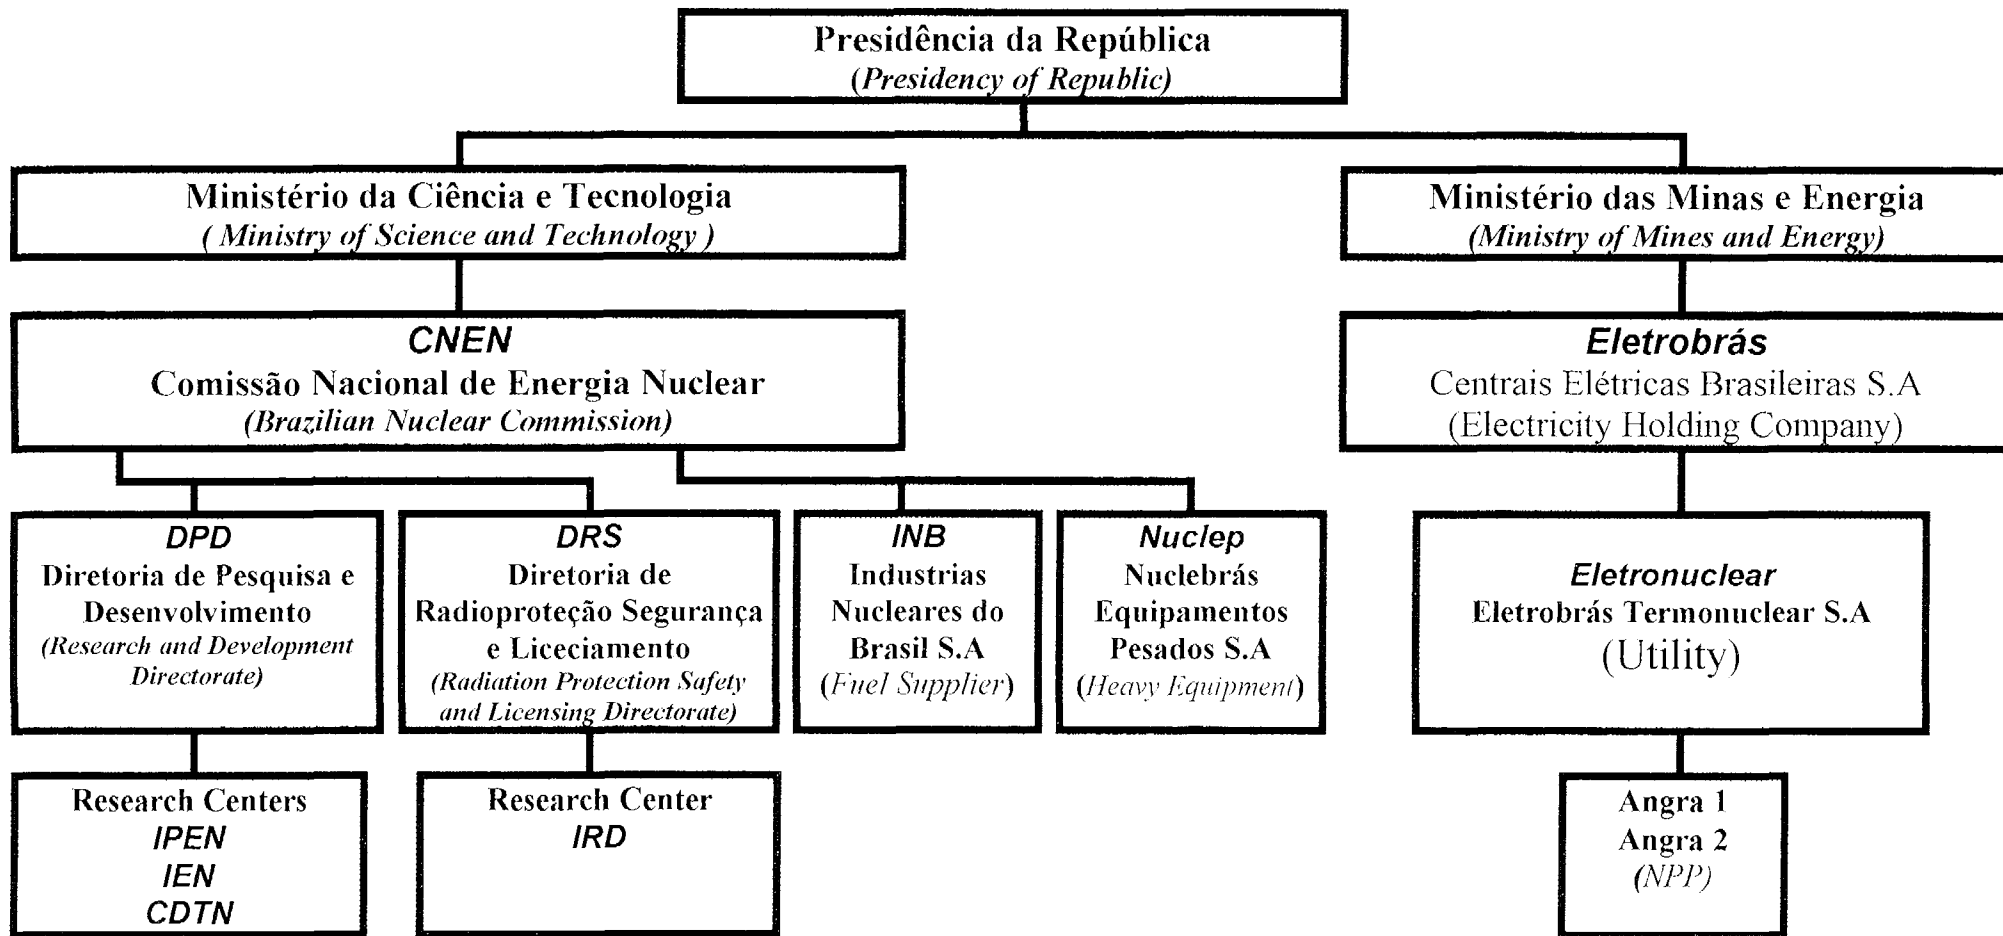 Presidência da República
(Presidency of Republic)
Ministério da Ciência e Tecnologia
( Ministry of Science and Technology )
Ministério das Minas e Energia
(Ministry of Mines and Energy)
CNEN
Comissão Nacional de Energia Nuclear
(Brazilian Nuclear Commission)
Eletrobrás
Centrais Elétricas Brasileiras S.A
(Electricity Holding Company)
DPD
Diretoria de Pesquisa e
Desenvolvimento
(Research and Development
Directorate)
DRS
Diretoria de
Radioproteção Segurança
e Liceciamento
(Radiation Protection Safety
and Licensing Directorate)
INB
Industrias
Nucleares do
Brasil S.A
(Fuel Supplier)
Nuclep
Nuclebrás
Equipamentos
Pesados S.A
(Heavy Equipment)
Eletronuclear
Eletrobrás Termonuclear S.A
(Utility)
Research Centers
IPEN
IEN
CDTN
Research Center
IRD
Angra 1
Angra 2
(NPP)